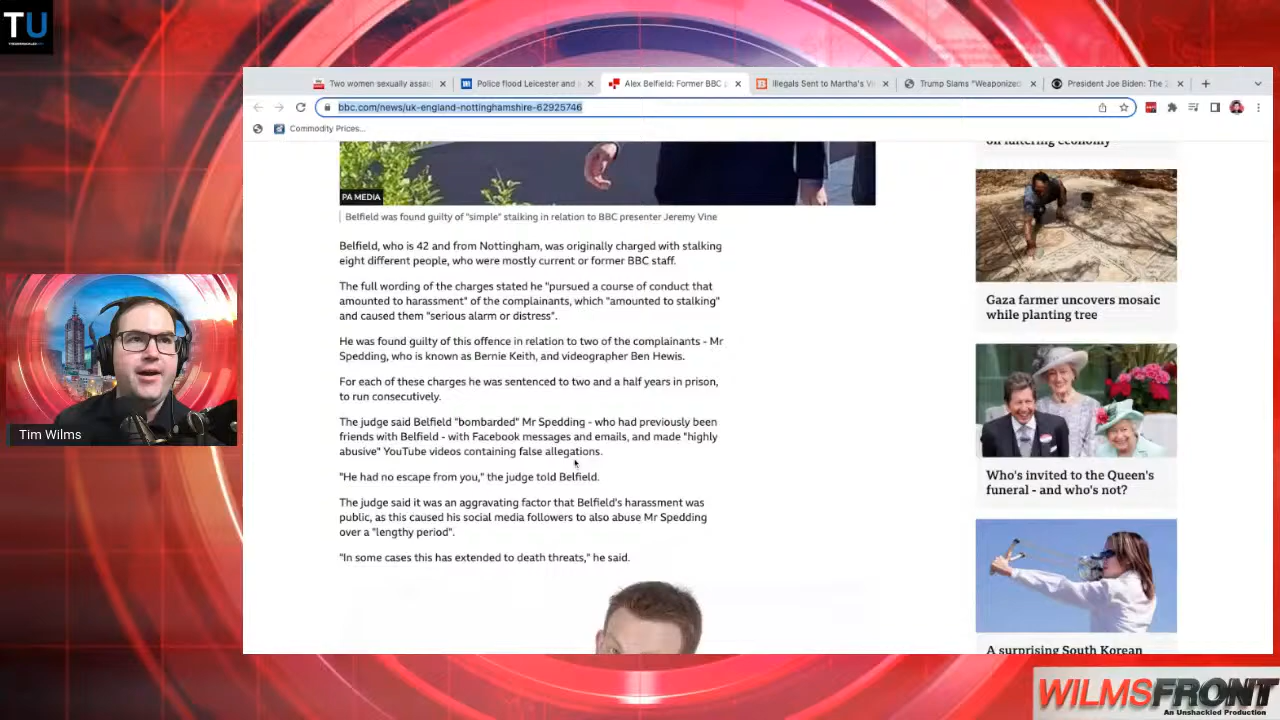 TU
Two women sexually assau
Police flood Leicester and
Alex Belfield: Former BBC
Illegals Sent to Martha's Vi
Trump Slams "Weaponized
President Joe Biden: The 2
bbc.com/news/uk-england-nottinghamshire-62925746
Commodity Prices...
on faltering economy
PA MEDIA
Belfield was found guilty of "simple" stalking in relation to BBC presenter Jeremy Vine
Belfield, who is 42 and from Nottingham, was originally charged with stalking
eight different people, who were mostly current or former BBC staff.
The full wording of the charges stated he "pursued a course of conduct that
amounted to harassment" of the complainants, which "amounted to stalking"
and caused them "serious alarm or distress".
He was found guilty of this offence in relation to two of the complainants - Mr
Spedding, who is known as Bernie Keith, and videographer Ben Hewis.
For each of these charges he was sentenced to two and a half years in prison,
to run consecutively.
The judge said Belfield "bombarded" Mr Spedding - who had previously been
friends with Belfield - with Facebook messages and emails, and made "highly
abusive" YouTube videos containing false allegations.
"He had no escape from you," the judge told Belfield.
The judge said it was an aggravating factor that Belfield's harassment was
public, as this caused his social media followers to also abuse Mr Spedding
over a "lengthy period".
"In some cases this has extended to death threats," he said.
Gaza farmer uncovers mosaic
while planting tree
Who's invited to the Queen's
funeral - and who's not?
A surprising South Korean
Tim Wilms
WILMSFRONT
An Unshackled Production